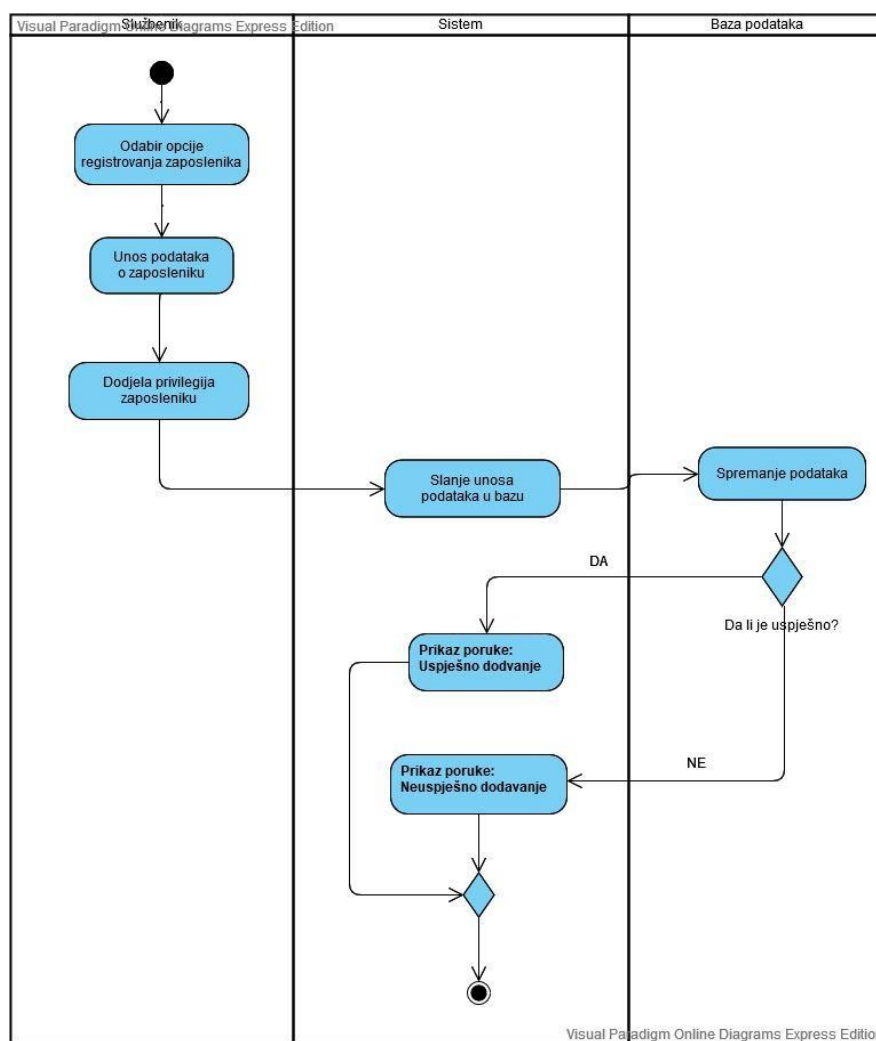 Visual Paradigm Online Diagrams Express Edition
Službenik
Sistem
Baza podataka
Odabir opcije
registrovanja zaposlenika
Unos podataka
o zaposleniku
Dodjela privilegija
zaposleniku
Slanje unosa
podataka u bazu
Spremanje podataka
DA
Da li je uspješno?
Prikaz poruke:
Uspješno dodvanje
NE
Prikaz poruke:
Neuspješno dodavanje
Visual Paradigm Online Diagrams Express Edition